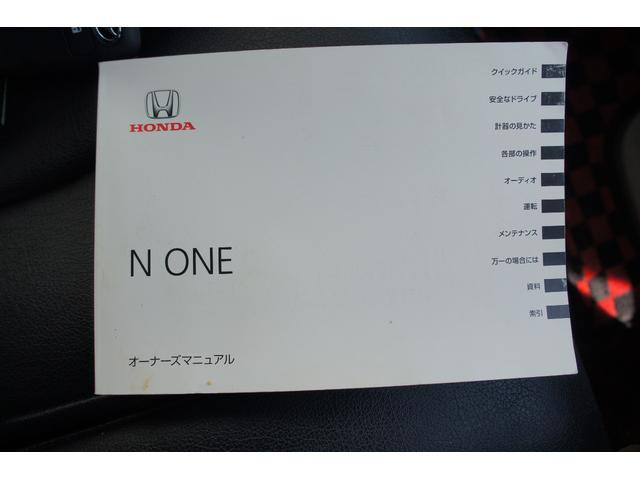 HONDA
N ONE
オーナーズマニュアル
クイックガイド
安全なドライブ
計器の見かた
各部の操作
オーディオ
運転
メンテナンス
万一の場合には
資料
索引